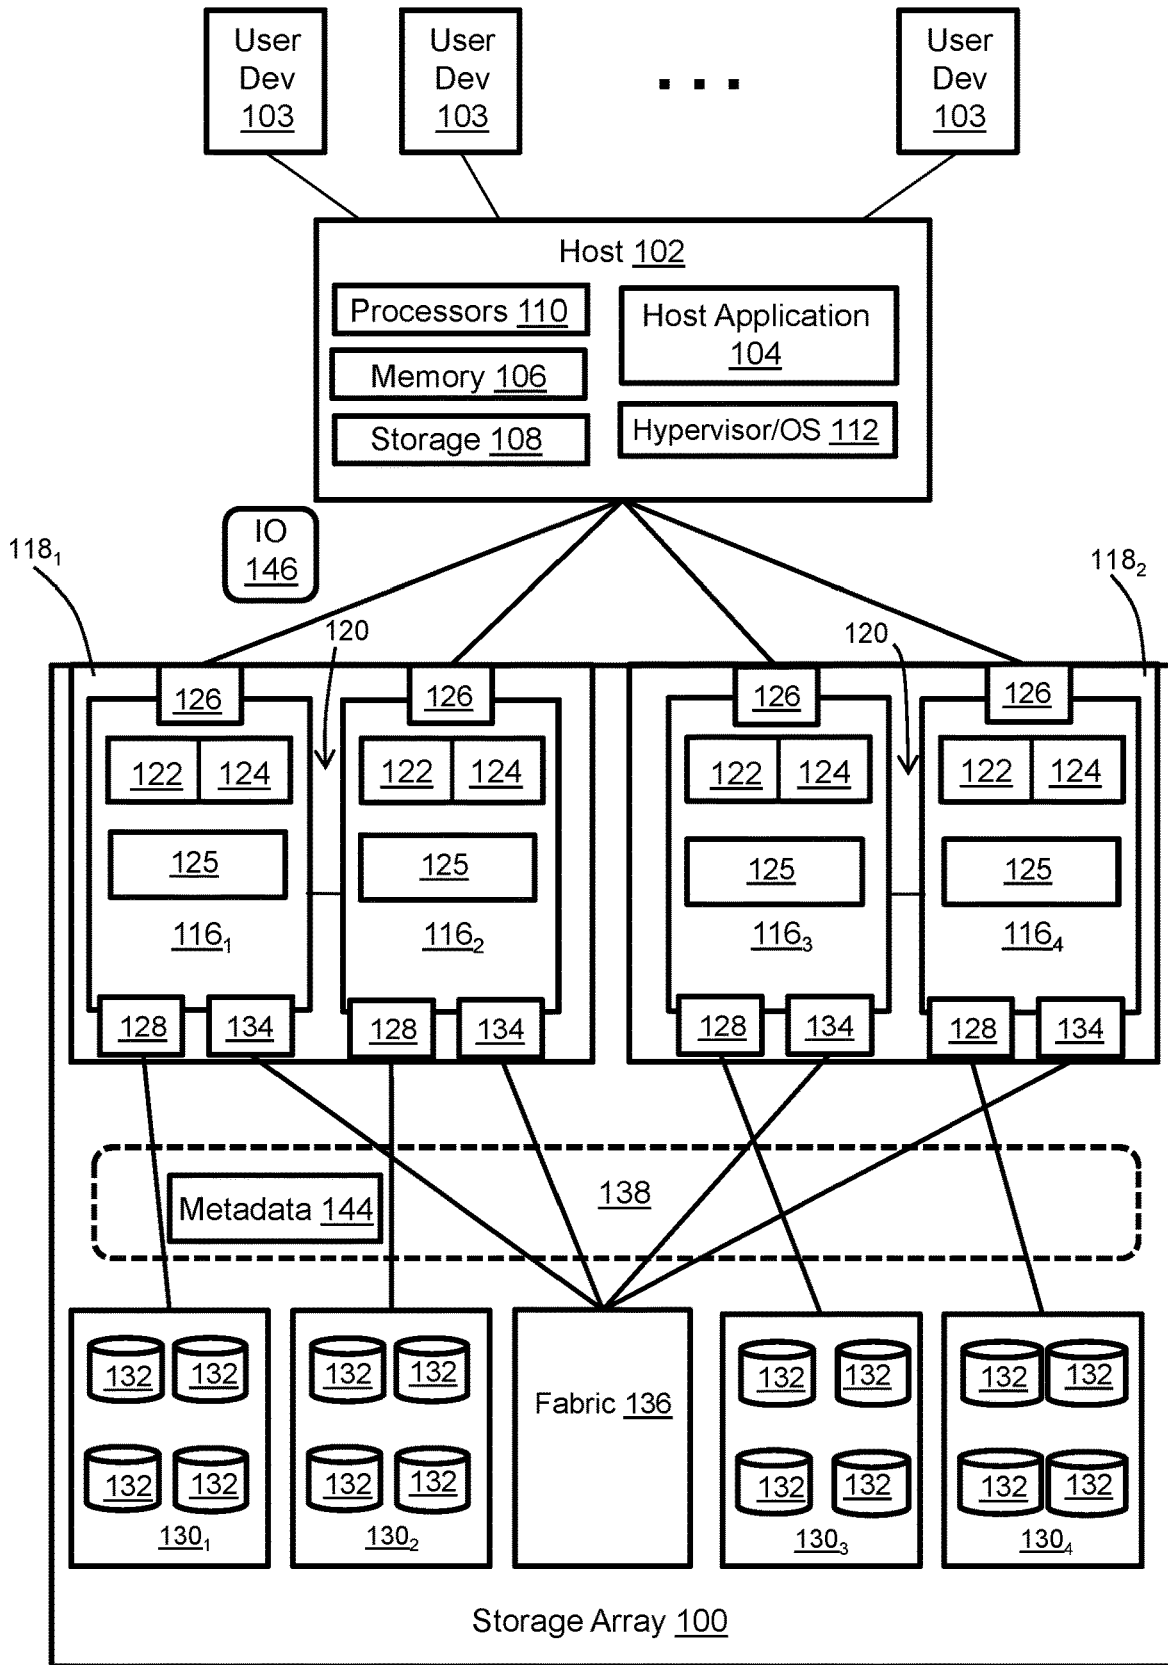 User Dev 103
User Dev 103
. . .
User Dev 103
Host 102
Processors 110
Memory 106
Storage 108
Host Application 104
Hypervisor/OS 112
IO 146
118₁
118₂
120
120
126
126
126
126
122 124
122 124
122 124
122 124
125
125
125
125
116₁
116₂
116₃
116₄
128 134
128 134
128 134
128 134
Metadata 144
138
132 132
132 132
132 132
132 132
Fabric 136
132 132
132 132
132 132
132 132
130₁
130₂
130₃
130₄
Storage Array 100